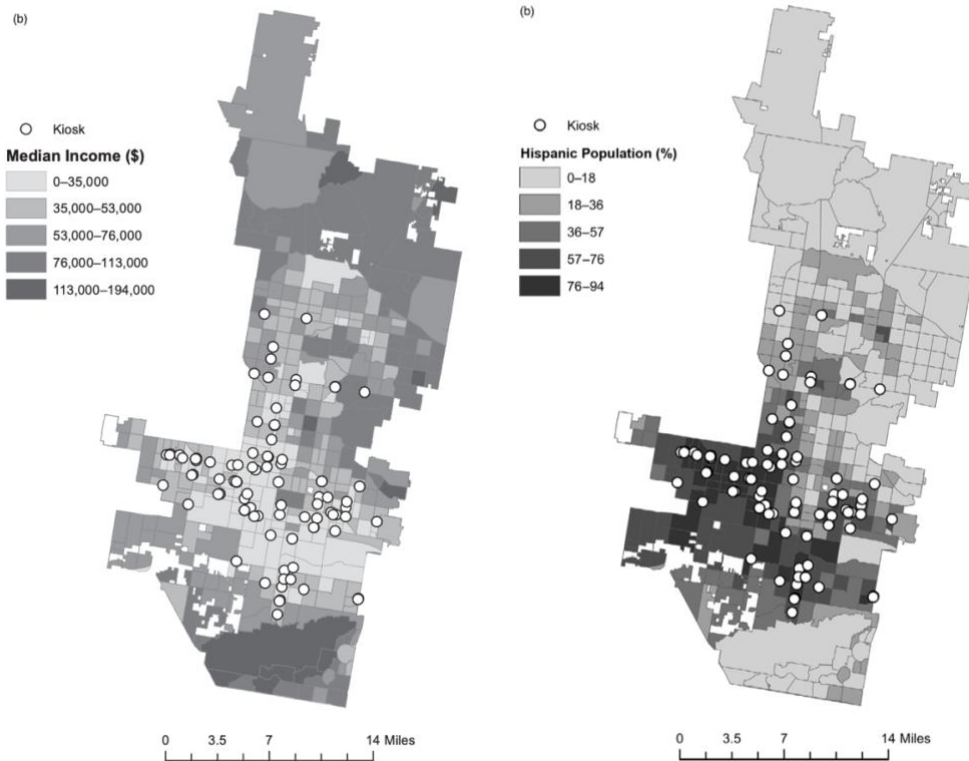 (b)
Kiosk
Median Income ($)
0–35,000
35,000–53,000
53,000–76,000
76,000–113,000
113,000–194,000
0 3.5 7 14 Miles
(b)
Kiosk
Hispanic Population (%)
0–18
18–36
36–57
57–76
76–94
0 3.5 7 14 Miles